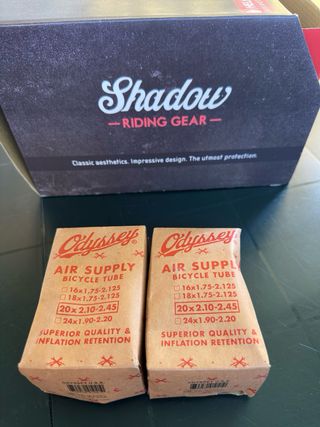 Shadow
— RIDING GEAR —
Classic aesthetics. Impressive design. The utmost protection.
Odyssey
AIR SUPPLY
BICYCLE TUBE
16x1.75-2.125
18x1.75-2.125
20x2.10-2.45
24x1.90-2.20
SUPERIOR QUALITY &
INFLATION RETENTION
Odyssey
AIR SUPPL
BICYCLE TUBE
16x1.75-2.125
18x1.75-2.125
20x2.10-2.45
24x1.90-2.20
SUPERIOR QUALITY &
INFLATION RETENTION